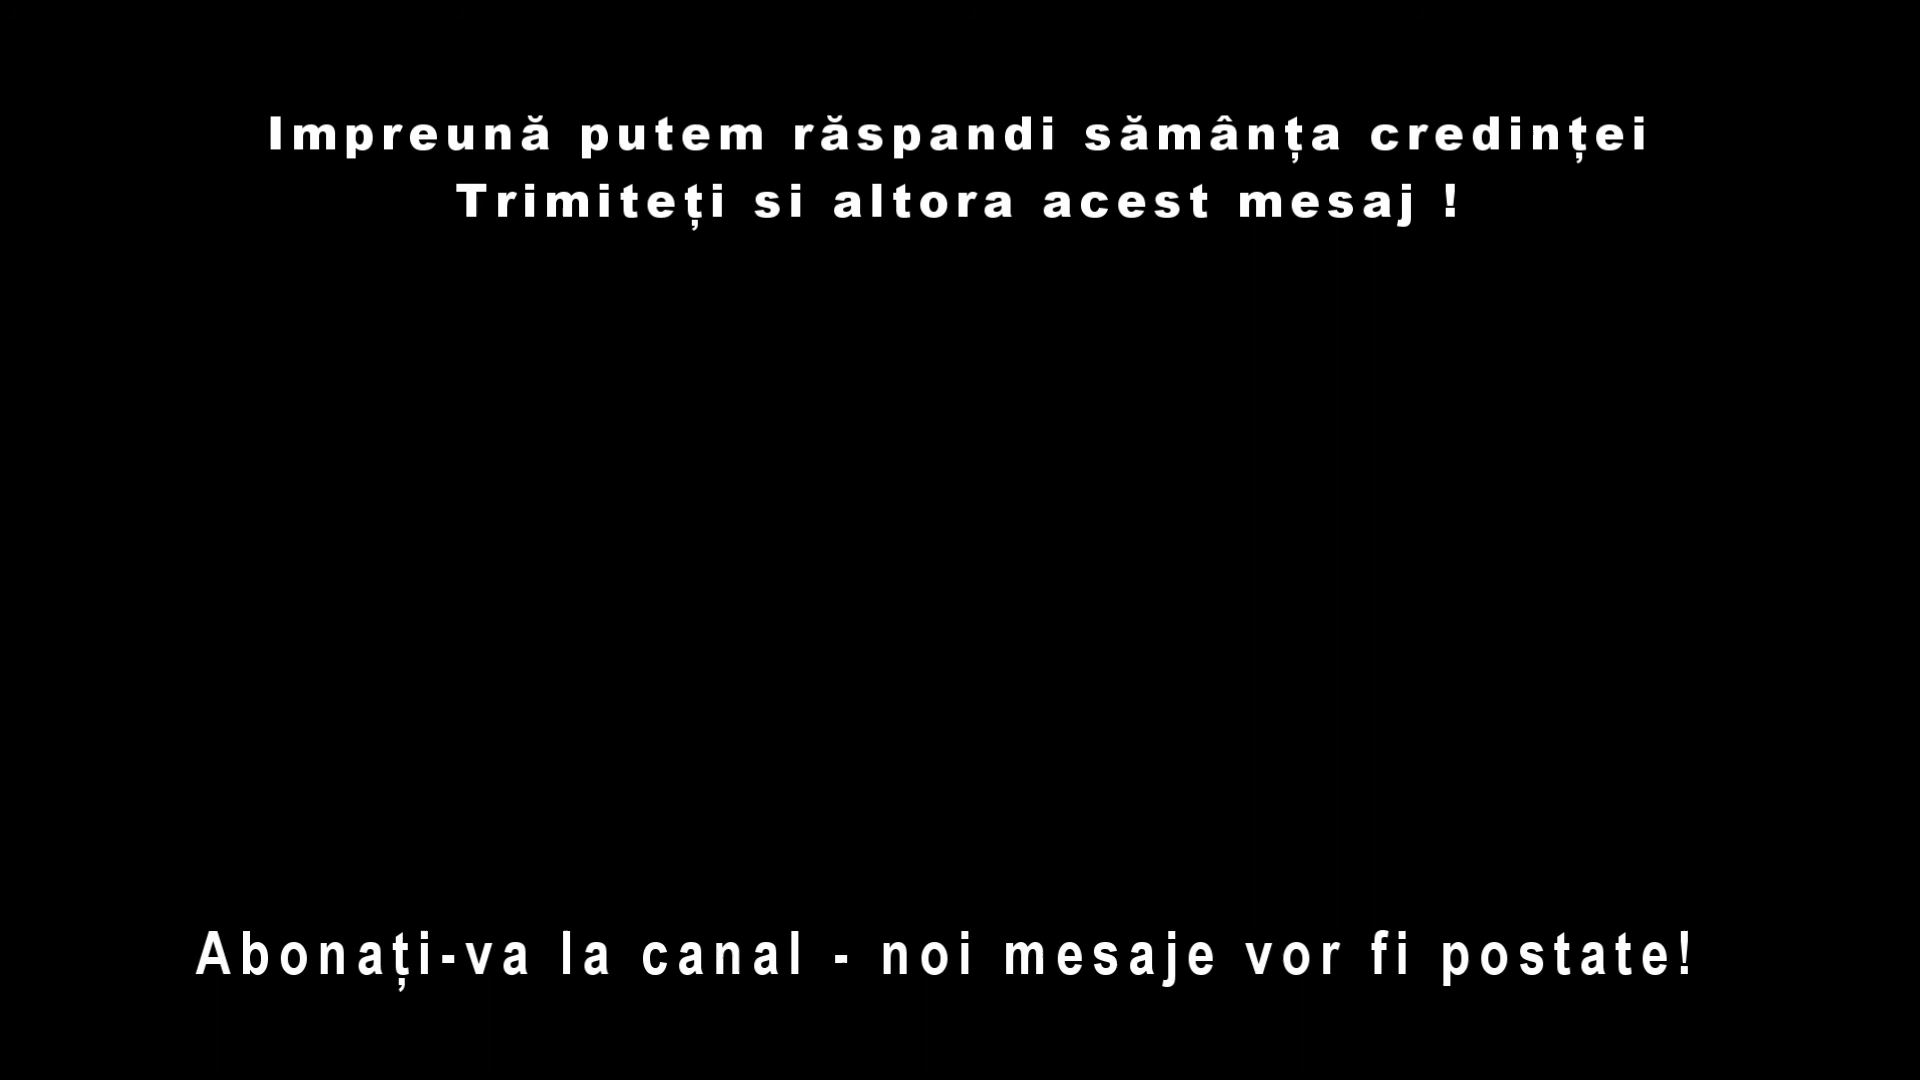 Impreună putem răspandi sămânța credinței
Trimiteți si altora acest mesaj !
Abonați-va la canal - noi mesaje vor fi postate!